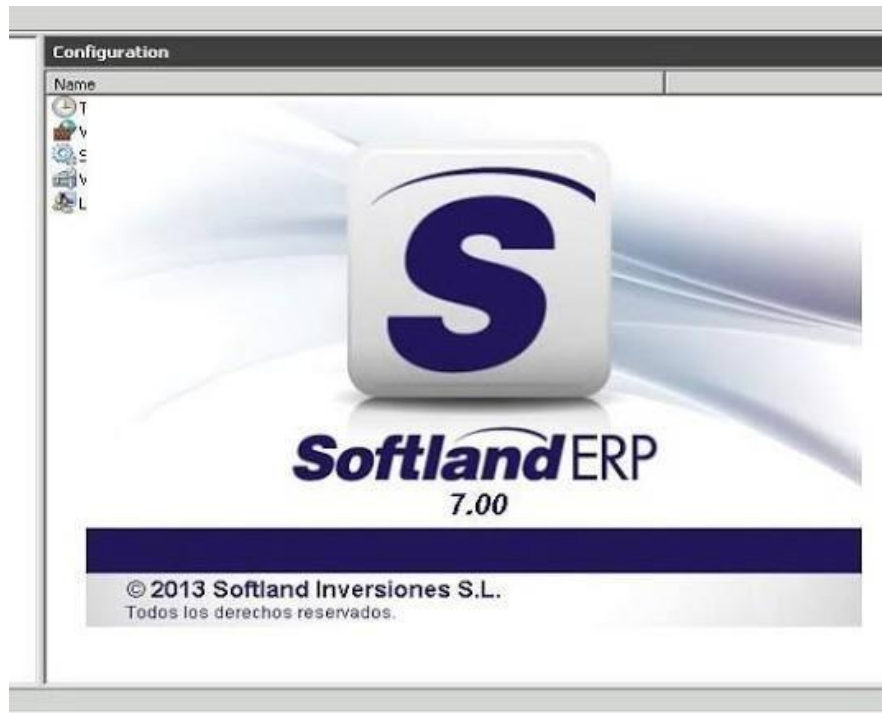 Configuration
Name
T
V
S
V
L
S
Softland ERP
7.00
© 2013 Softland Inversiones S.L.
Todos los derechos reservados.